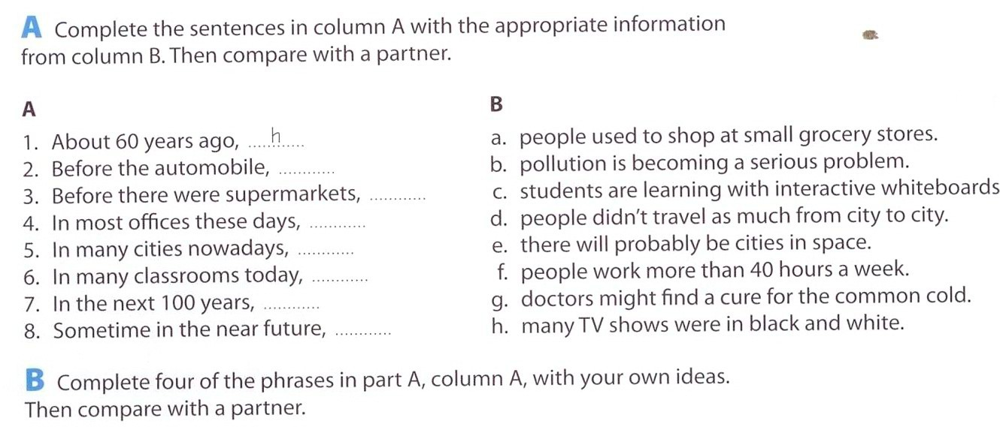 A Complete the sentences in column A with the appropriate information
from column B. Then compare with a partner.
A
1. About 60 years ago, .....h.....
2. Before the automobile, ............
3. Before there were supermarkets, ............
4. In most offices these days, ............
5. In many cities nowadays, ............
6. In many classrooms today, ............
7. In the next 100 years, ............
8. Sometime in the near future, ............
B
a. people used to shop at small grocery stores.
b. pollution is becoming a serious problem.
c. students are learning with interactive whiteboards
d. people didn't travel as much from city to city.
e. there will probably be cities in space.
f. people work more than 40 hours a week.
g. doctors might find a cure for the common cold.
h. many TV shows were in black and white.
B Complete four of the phrases in part A, column A, with your own ideas.
Then compare with a partner.